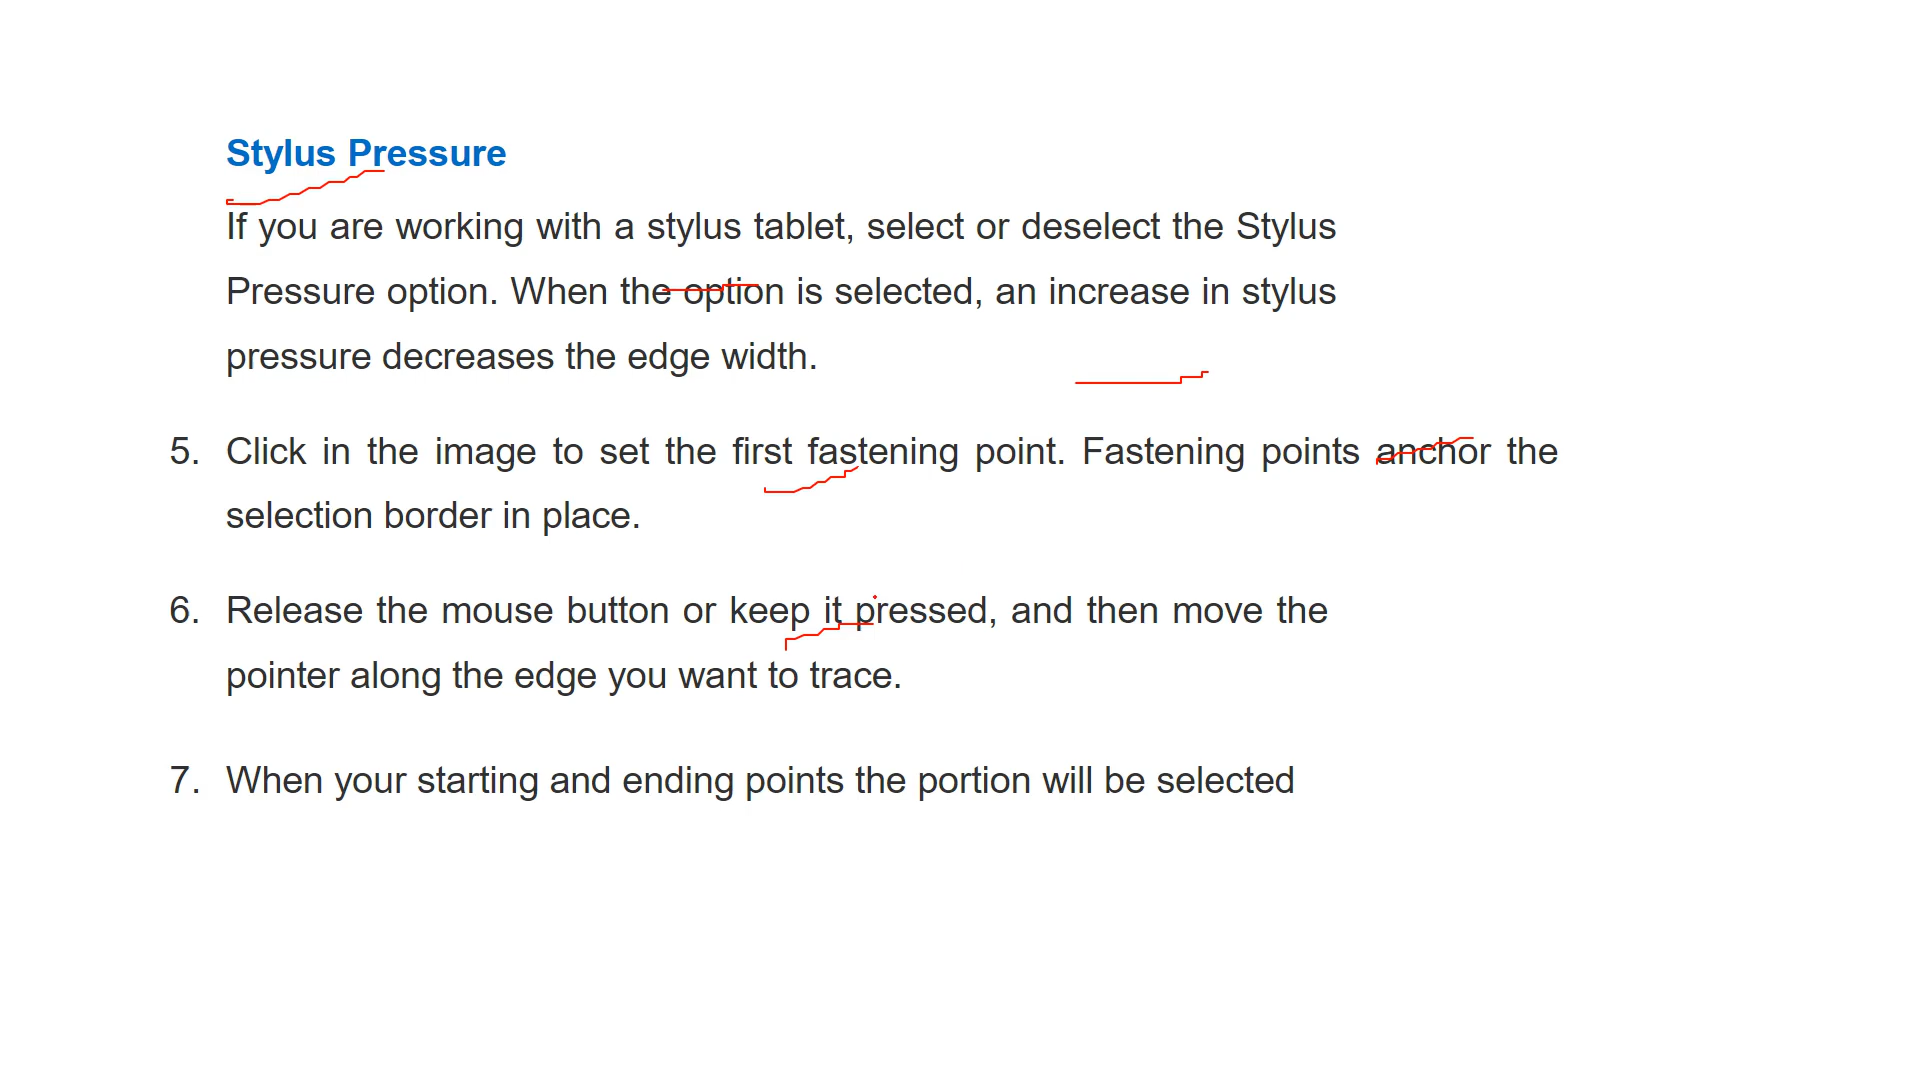 Stylus Pressure
If you are working with a stylus tablet, select or deselect the Stylus
Pressure option. When the option is selected, an increase in stylus
pressure decreases the edge width.
5. Click in the image to set the first fastening point. Fastening points anchor the
selection border in place.
6. Release the mouse button or keep it pressed, and then move the
pointer along the edge you want to trace.
7. When your starting and ending points the portion will be selected